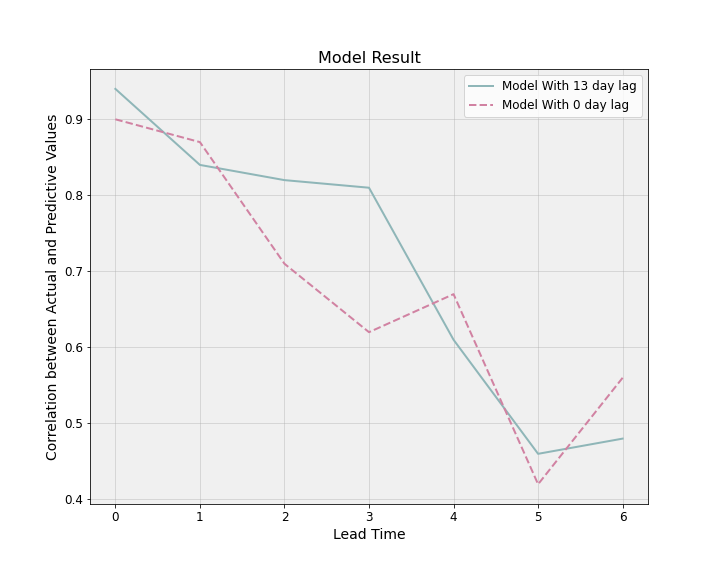 Model Result
Model With 13 day lag
Model With 0 day lag
Correlation between Actual and Predictive Values
0.9
0.8
0.7
0.6
0.5
0.4
0 1 2 3 4 5 6
Lead Time